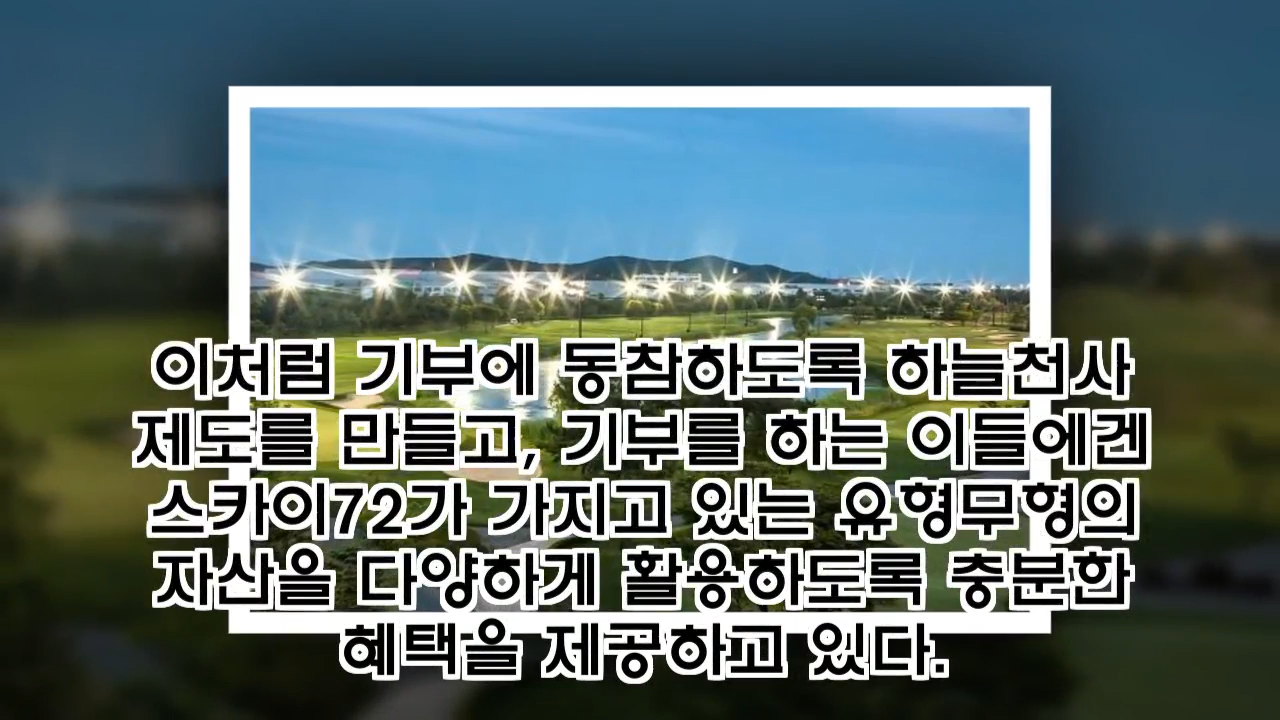 이처럼 기부에 동참하도록 하늘천사
제도를 만들고, 기부를 하는 이들에겐
스카이72가 가지고 있는 유형무형의
자산을 다양하게 활용하도록 충분한
혜택을 제공하고 있다.